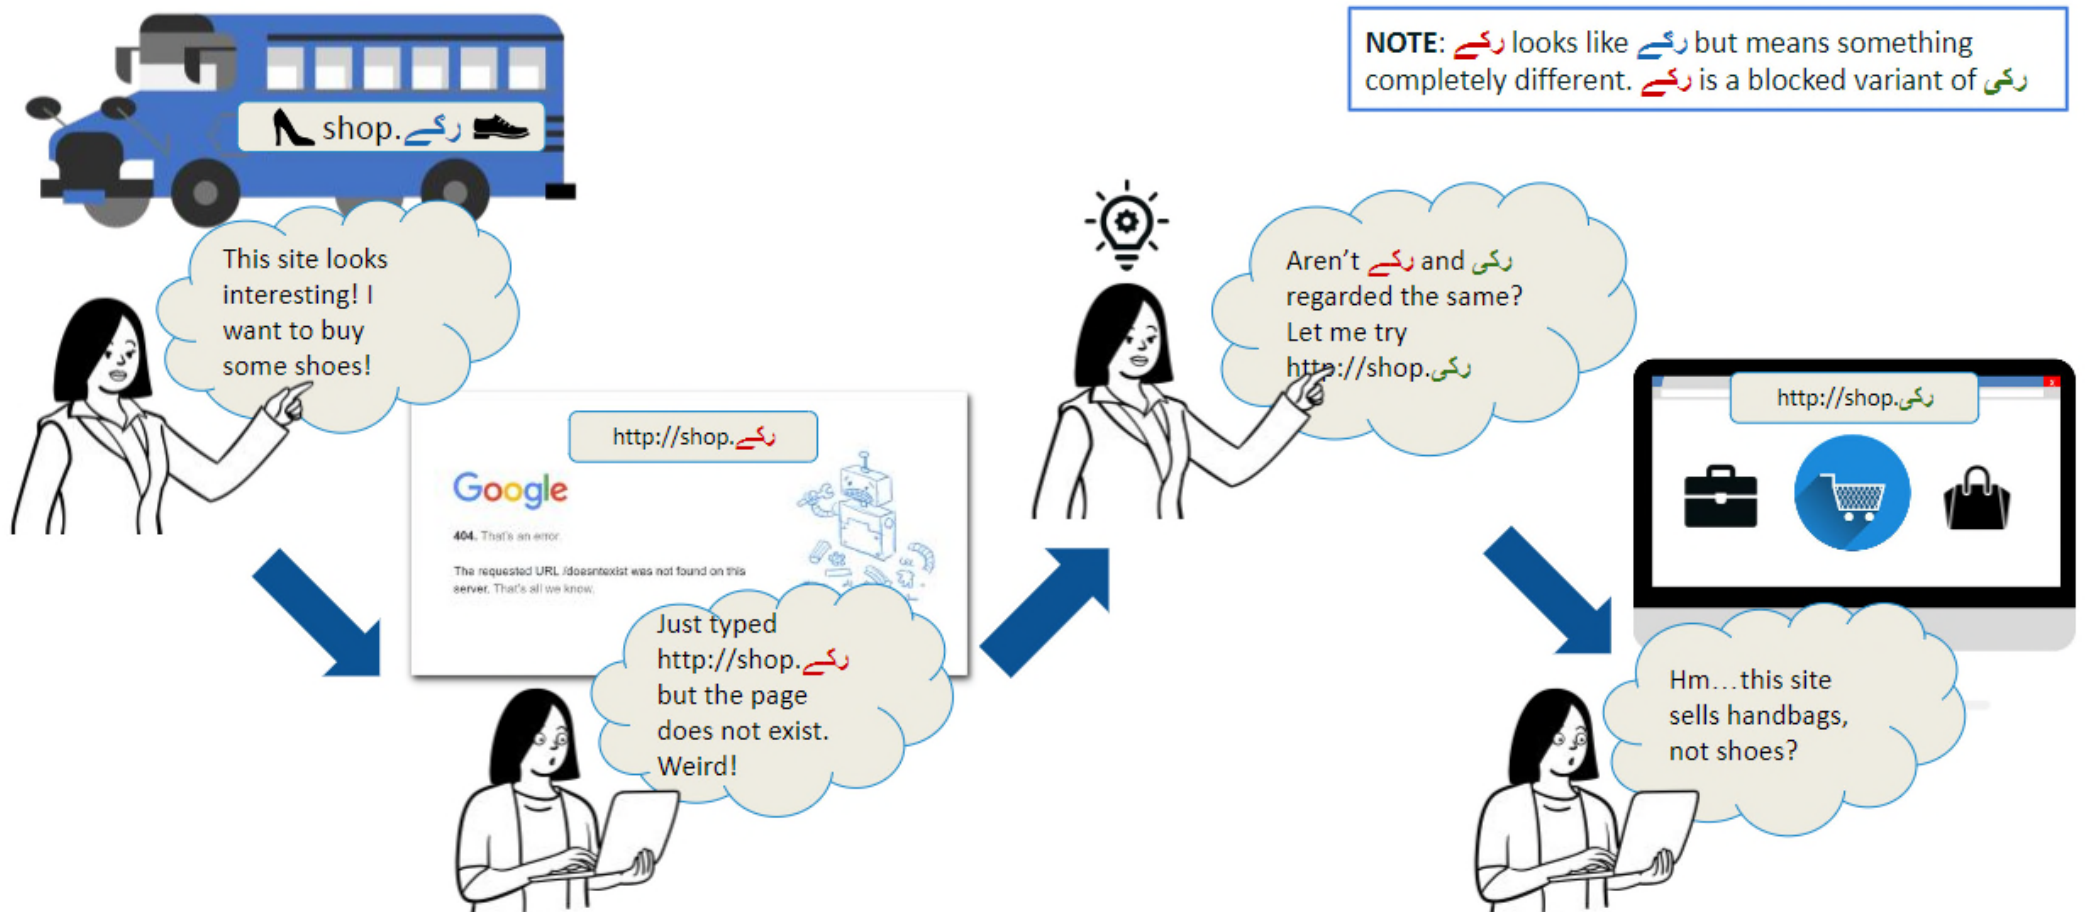 shop.رگے
NOTE: رکے looks like رگے but means something
completely different. رکے is a blocked variant of رکی
This site looks
interesting! I
want to buy
some shoes!
http://shop.رکے
Google
404. That's an error.
The requested URL /doesntexist was not found on this
server. That's all we know.
Just typed
http://shop.رکے
but the page
does not exist.
Weird!
Aren't رکے and رکی
regarded the same?
Let me try
http://shop.رکی
http://shop.رکی
x
Hm...this site
sells handbags,
not shoes?